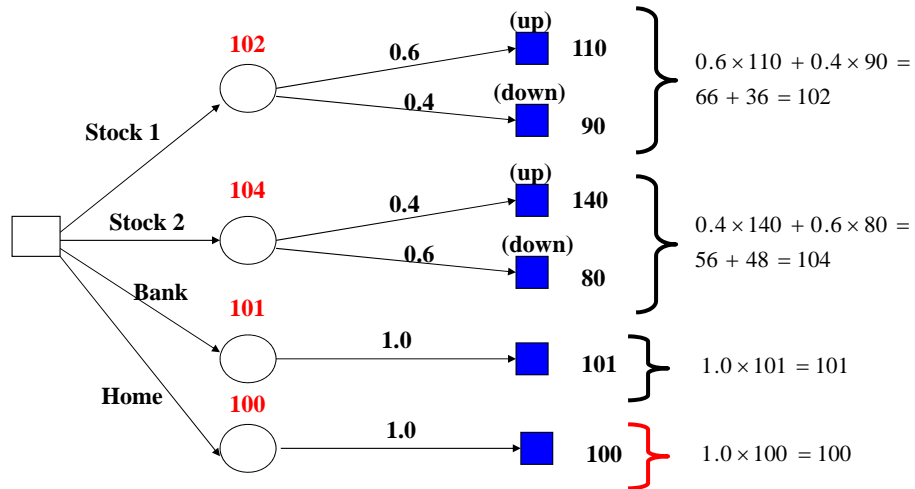 (up)
102
0.6
110
0.6 × 110 + 0.4 × 90 =
66 + 36 = 102
(down)
0.4
90
Stock 1
(up)
104
0.4
140
0.4 × 140 + 0.6 × 80 =
56 + 48 = 104
Stock 2
(down)
0.6
80
Bank
101
1.0
101
1.0 × 101 = 101
Home
100
1.0
100
1.0 × 100 = 100